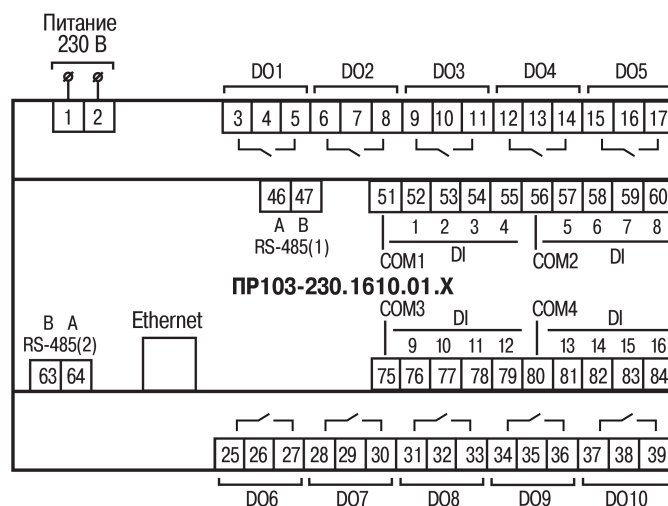 Питание
230 В
DO1 DO2 DO3 DO4 DO5
1 2 3 4 5 6 7 8 9 10 11 12 13 14 15 16 17
46 47 51 52 53 54 55 56 57 58 59 60
A B 1 2 3 4 5 6 7 8
RS-485(1) COM1 DI COM2 DI
ПР103-230.1610.01.X
COM3 COM4
B A Ethernet DI DI
RS-485(2) 9 10 11 12 13 14 15 16
63 64 75 76 77 78 79 80 81 82 83 84
25 26 27 28 29 30 31 32 33 34 35 36 37 38 39
DO6 DO7 DO8 DO9 DO10